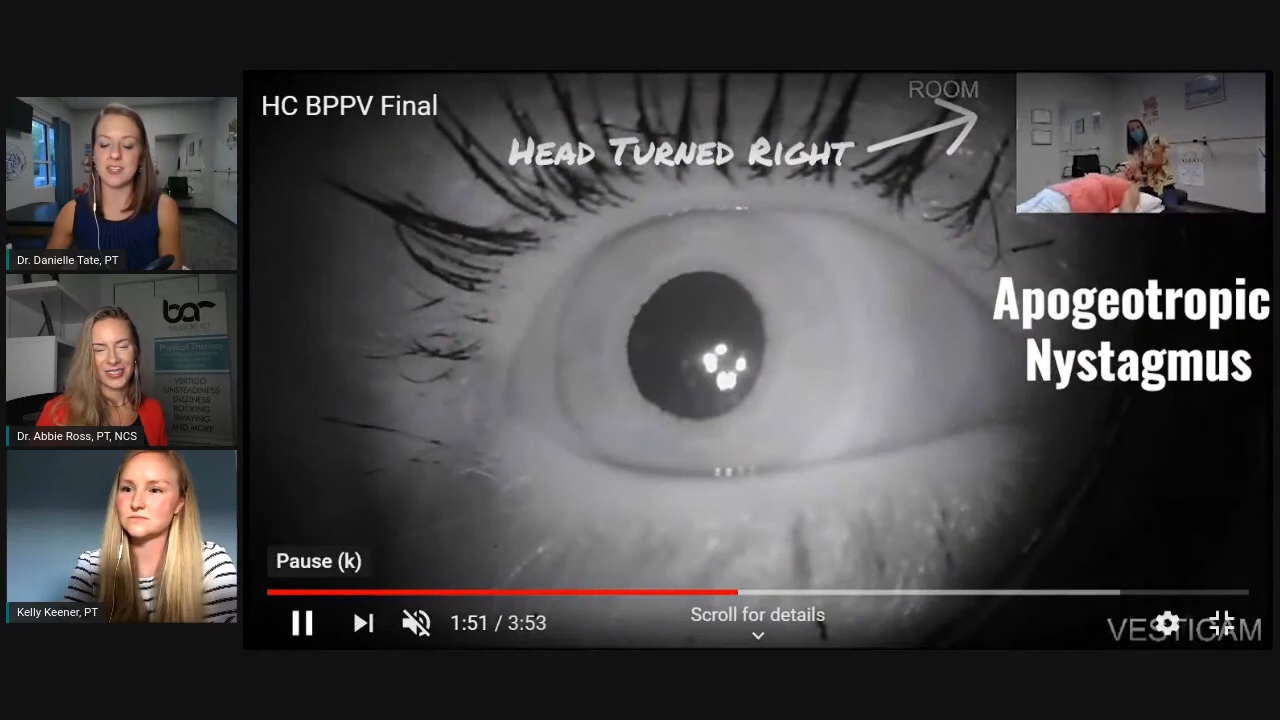 HC BPPV Final
ROOM
HEAD TURNED RIGHT
Apogeotropic
Nystagmus
Dr. Danielle Tate, PT
bar
Physical Therapy
VERTIGO
UNSTEADINESS
DIZZINESS
ROCKING
SWAYING
AND MORE
Dr. Abbie Ross, PT, NCS
Kelly Keener, PT
Pause (k)
1:51 / 3:53
Scroll for details
VESTICAM